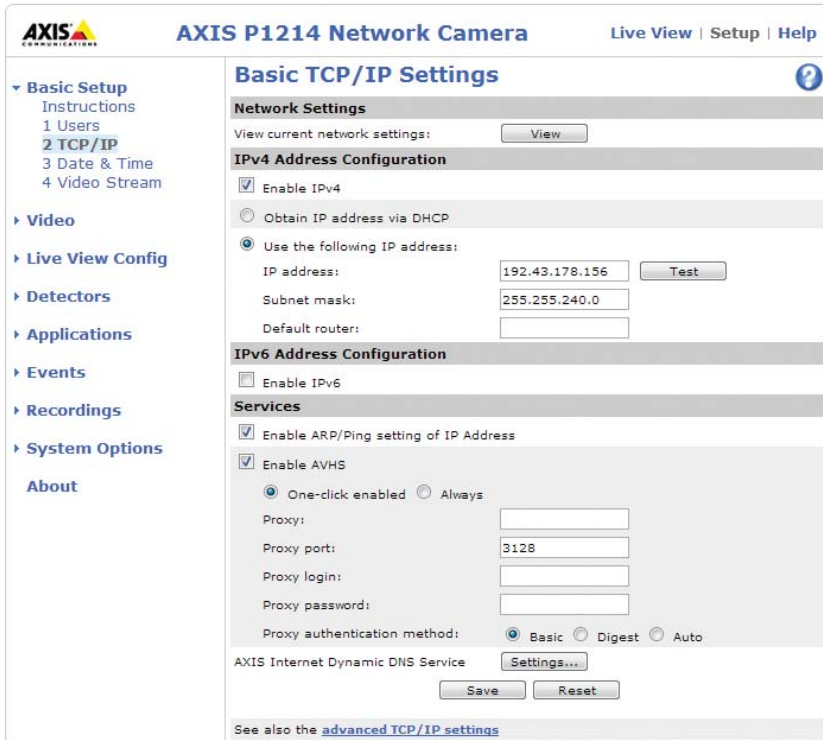 AXIS
COMMUNICATIONS
AXIS P1214 Network Camera
Live View | Setup | Help
Basic Setup
Instructions
1 Users
2 TCP/IP
3 Date & Time
4 Video Stream
Video
Live View Config
Detectors
Applications
Events
Recordings
System Options
About
Basic TCP/IP Settings
?
Network Settings
View current network settings: View
IPv4 Address Configuration
Enable IPv4
Obtain IP address via DHCP
Use the following IP address:
IP address: 192.43.178.156 Test
Subnet mask: 255.255.240.0
Default router:
IPv6 Address Configuration
Enable IPv6
Services
Enable ARP/Ping setting of IP Address
Enable AVHS
One-click enabled Always
Proxy:
Proxy port: 3128
Proxy login:
Proxy password:
Proxy authentication method: Basic Digest Auto
AXIS Internet Dynamic DNS Service Settings...
Save Reset
See also the advanced TCP/IP settings